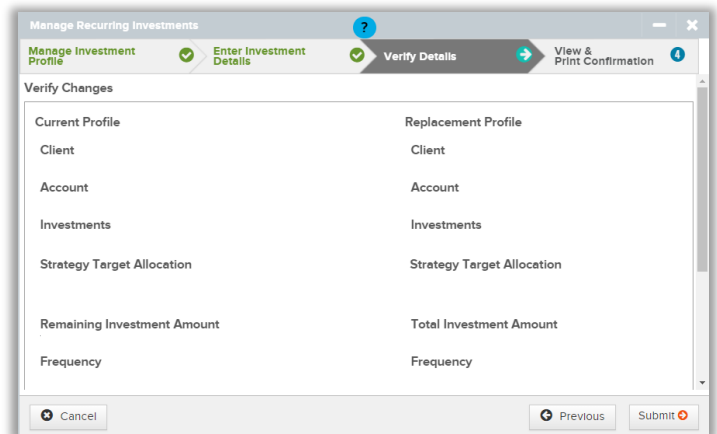 Manage Recurring Investments
?
Manage Investment
Profile
Enter Investment
Details
Verify Details
View &
Print Confirmation
4
Verify Changes
Current Profile
Replacement Profile
Client
Client
Account
Account
Investments
Investments
Strategy Target Allocation
Strategy Target Allocation
Remaining Investment Amount
Total Investment Amount
Frequency
Frequency
Cancel
Previous
Submit